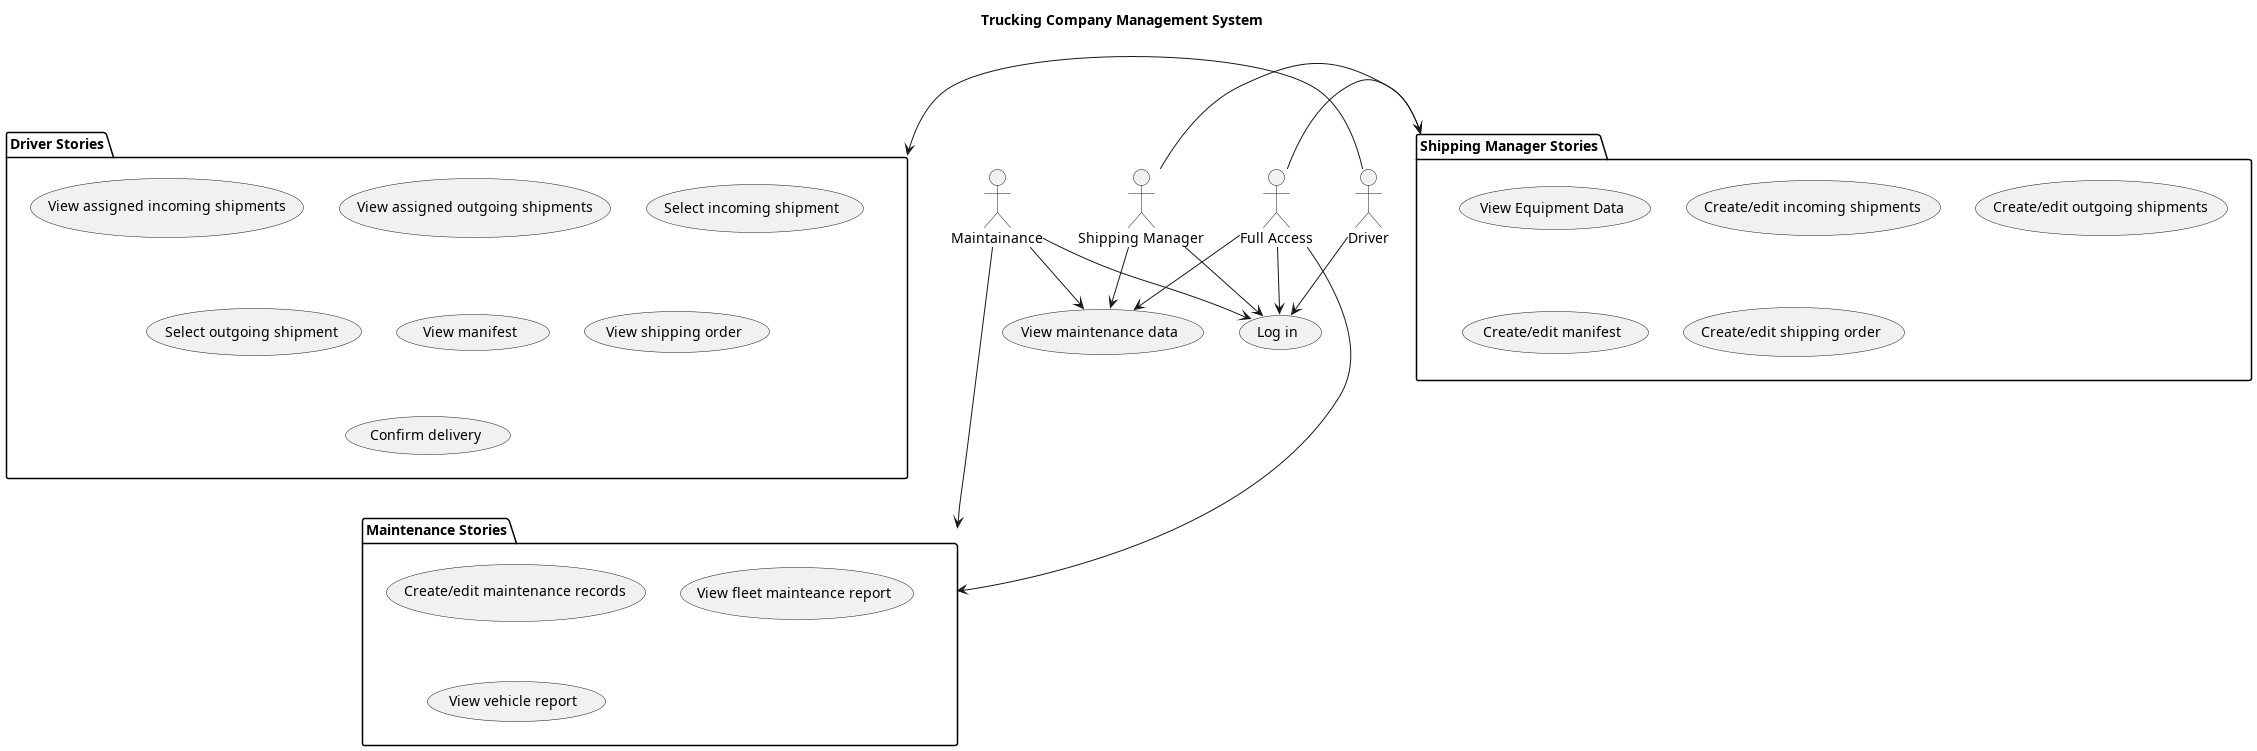 Trucking Company Management System
Driver Stories
View assigned incoming shipments
View assigned outgoing shipments
Select incoming shipment
Select outgoing shipment
View manifest
View shipping order
Confirm delivery
Maintainance
Shipping Manager
Full Access
Driver
View maintenance data
Log in
Shipping Manager Stories
View Equipment Data
Create/edit incoming shipments
Create/edit outgoing shipments
Create/edit manifest
Create/edit shipping order
Maintenance Stories
Create/edit maintenance records
View fleet mainteance report
View vehicle report